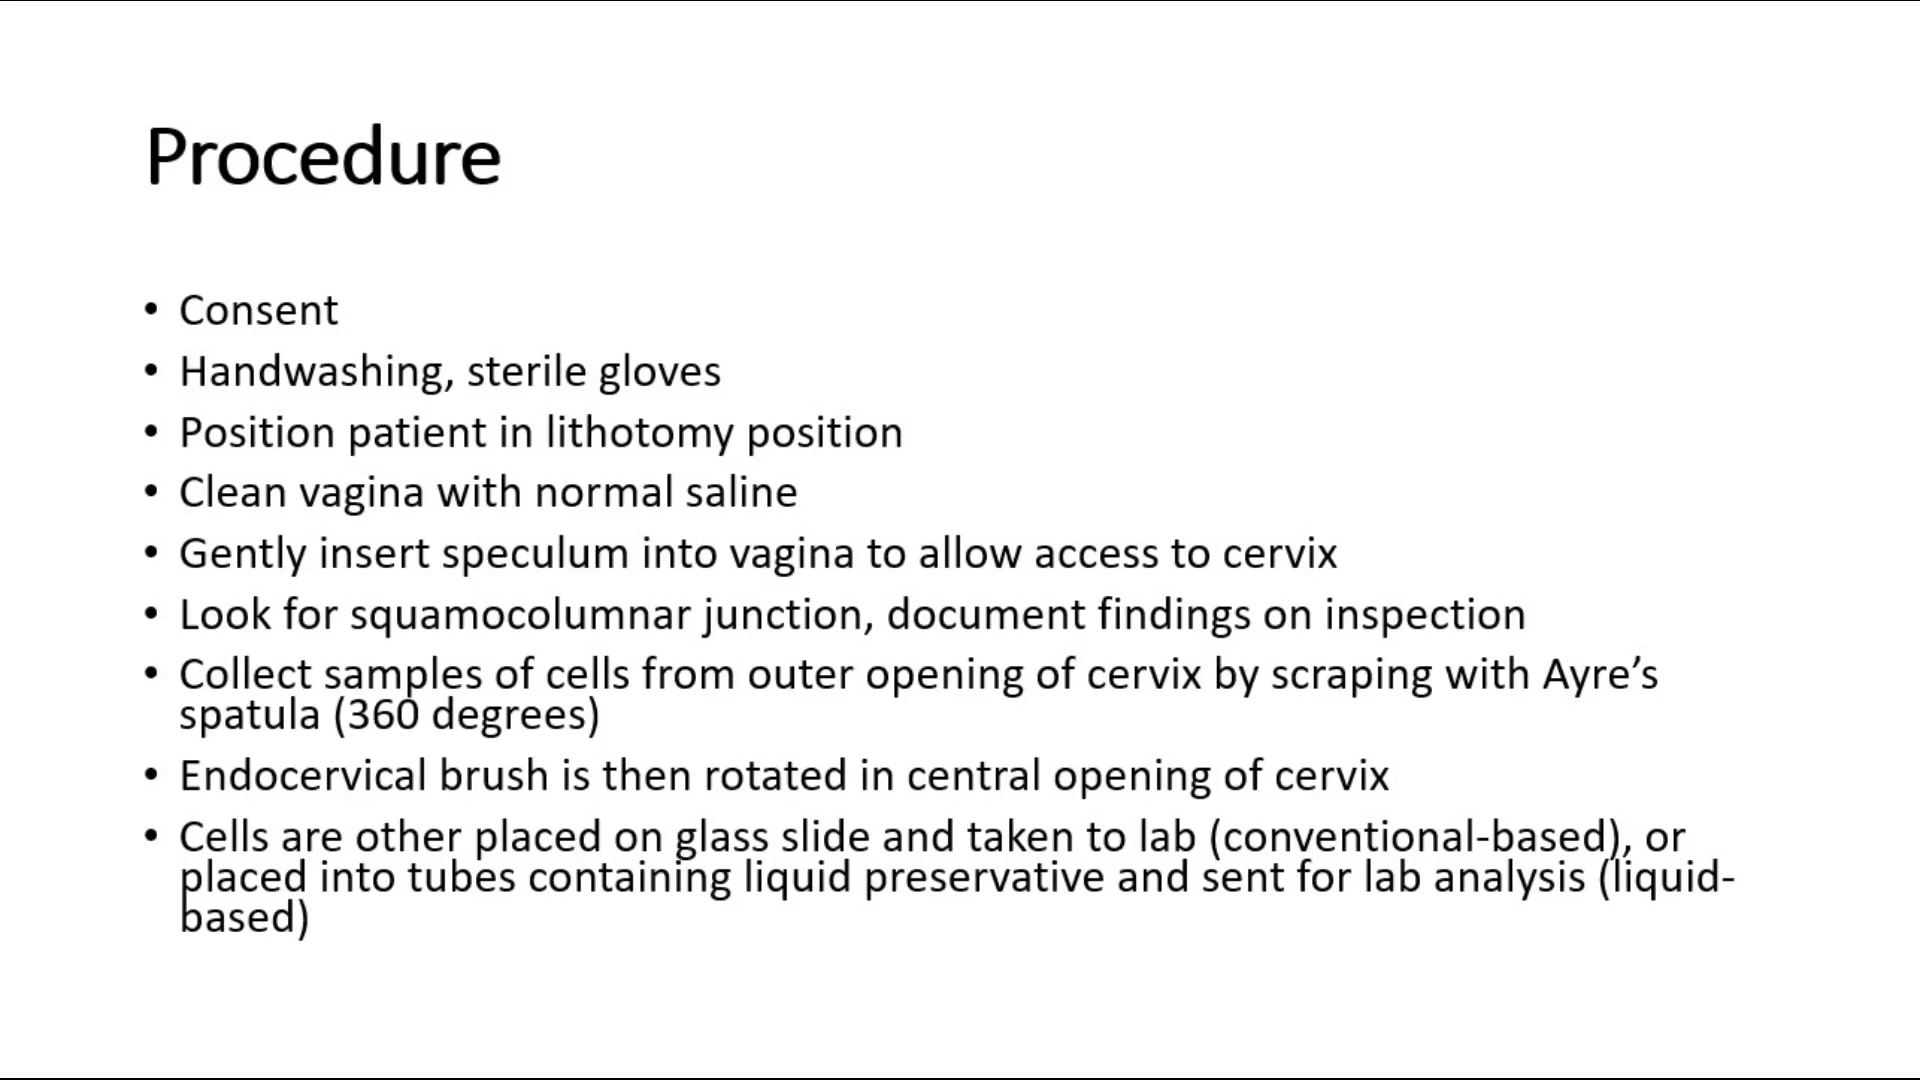 Procedure
• Consent
• Handwashing, sterile gloves
• Position patient in lithotomy position
• Clean vagina with normal saline
• Gently insert speculum into vagina to allow access to cervix
• Look for squamocolumnar junction, document findings on inspection
• Collect samples of cells from outer opening of cervix by scraping with Ayre’s
spatula (360 degrees)
• Endocervical brush is then rotated in central opening of cervix
• Cells are other placed on glass slide and taken to lab (conventional-based), or
placed into tubes containing liquid preservative and sent for lab analysis (liquid-
based)